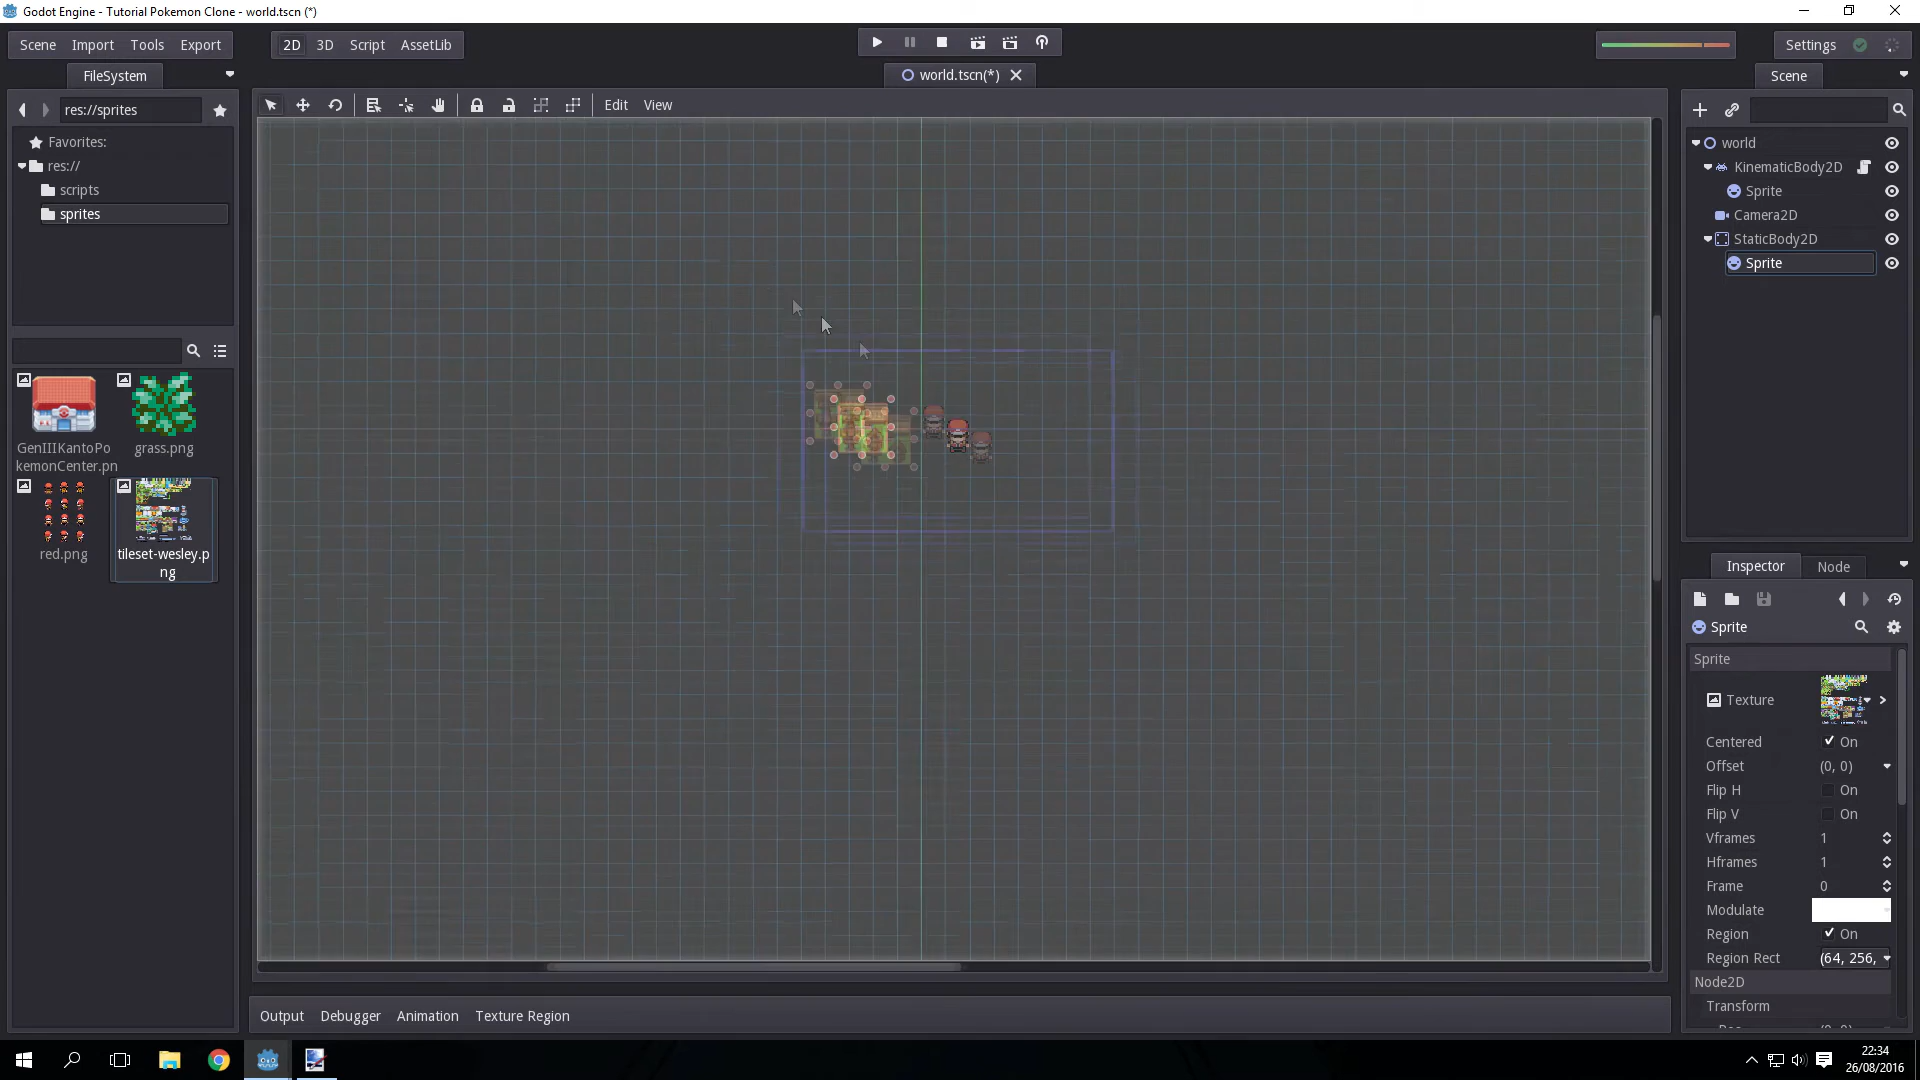 Godot Engine - Tutorial Pokemon Clone - world.tscn (*)
Scene Import Tools Export
2D 3D Script AssetLib
Settings
FileSystem
world.tscn(*)
Scene
res://sprites
Edit View
Favorites:
res://
scripts
sprites
world
KinematicBody2D
Sprite
Camera2D
StaticBody2D
Sprite
GenIIIKantoPo
kemonCenter.pn
grass.png
red.png
tileset-wesley.p
ng
Inspector Node
Sprite
Sprite
Texture
Centered On
Offset (0, 0)
Flip H On
Flip V On
Vframes 1
Hframes 1
Frame 0
Modulate
Region On
Region Rect (64, 256,
Node2D
Transform
Output Debugger Animation Texture Region
22:34
26/08/2016